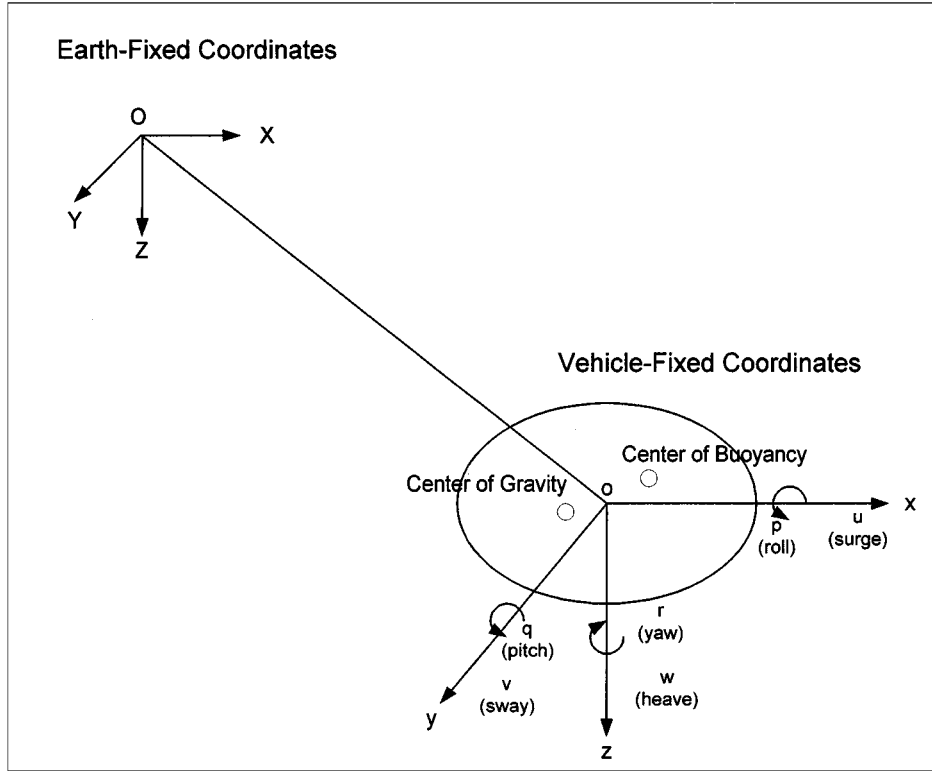 Earth-Fixed Coordinates
O
X
Y
Z
Vehicle-Fixed Coordinates
Center of Buoyancy
Center of Gravity
o
x
p
(roll)
u
(surge)
r
(yaw)
q
(pitch)
w
(heave)
v
(sway)
y
z